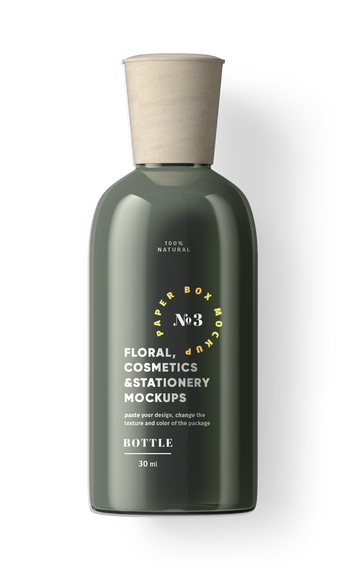 100%
NATURAL
PAPER BOX MOCKUP
№3
FLORAL,
COSMETICS
&STATIONERY
MOCKUPS
paste your design, change the
texture and color of the package
BOTTLE
30 ml